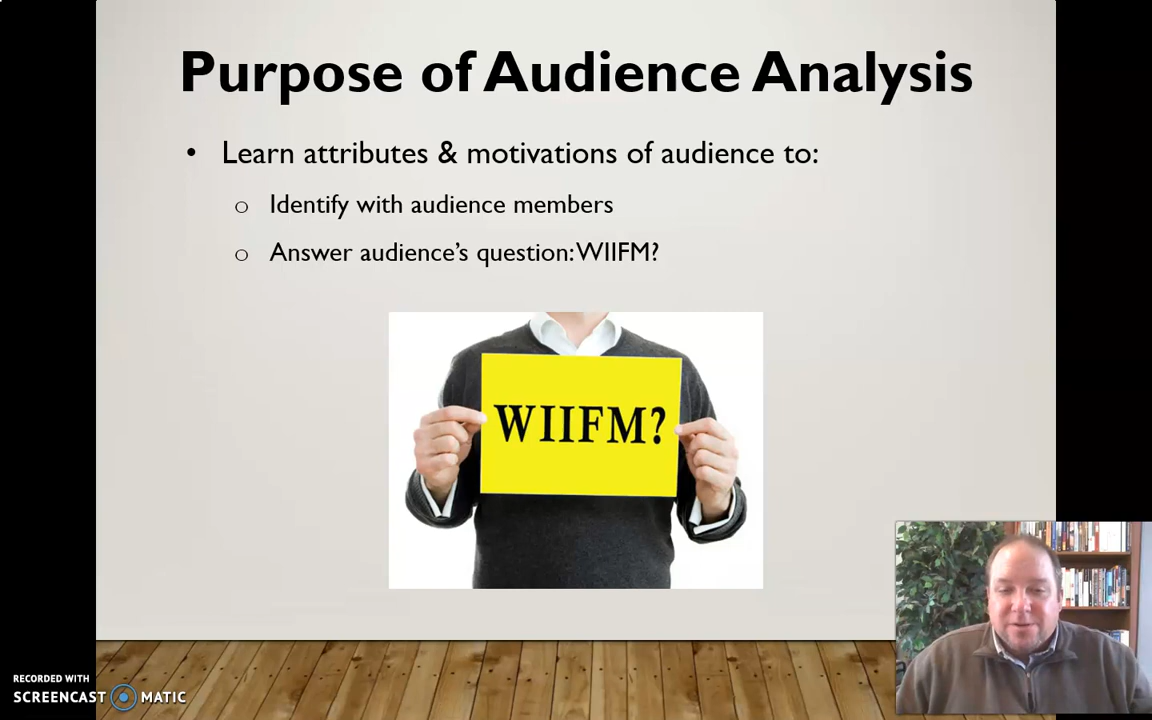 Purpose of Audience Analysis
• Learn attributes & motivations of audience to:
o Identify with audience members
o Answer audience's question: WIIFM?
WIIFM?
RECORDED WITH
SCREENCAST MATIC